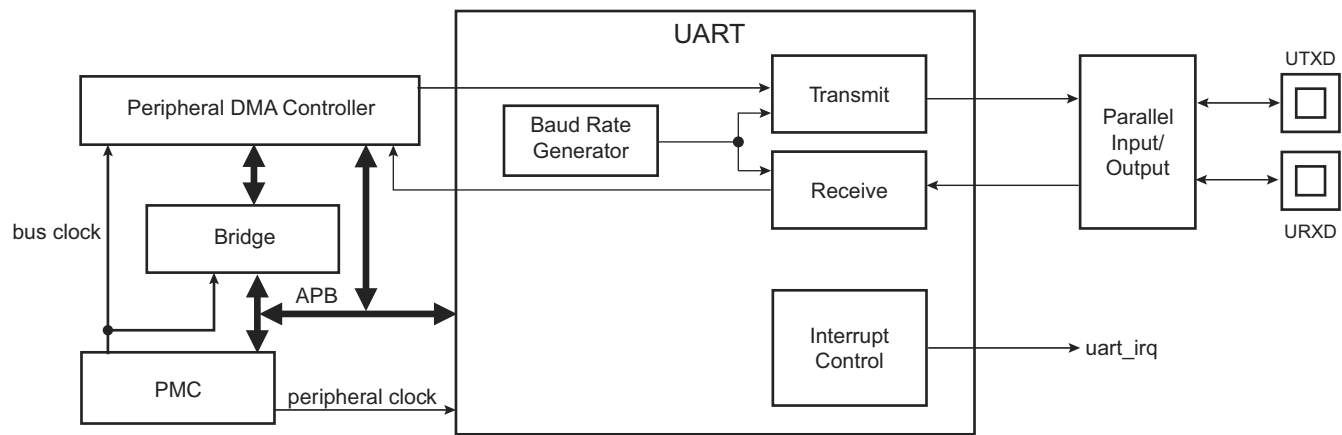 UART
UTXD
Peripheral DMA Controller
Transmit
Baud Rate
Generator
Parallel
Input/
Output
Receive
bus clock
Bridge
URXD
APB
Interrupt
Control
uart_irq
PMC
peripheral clock